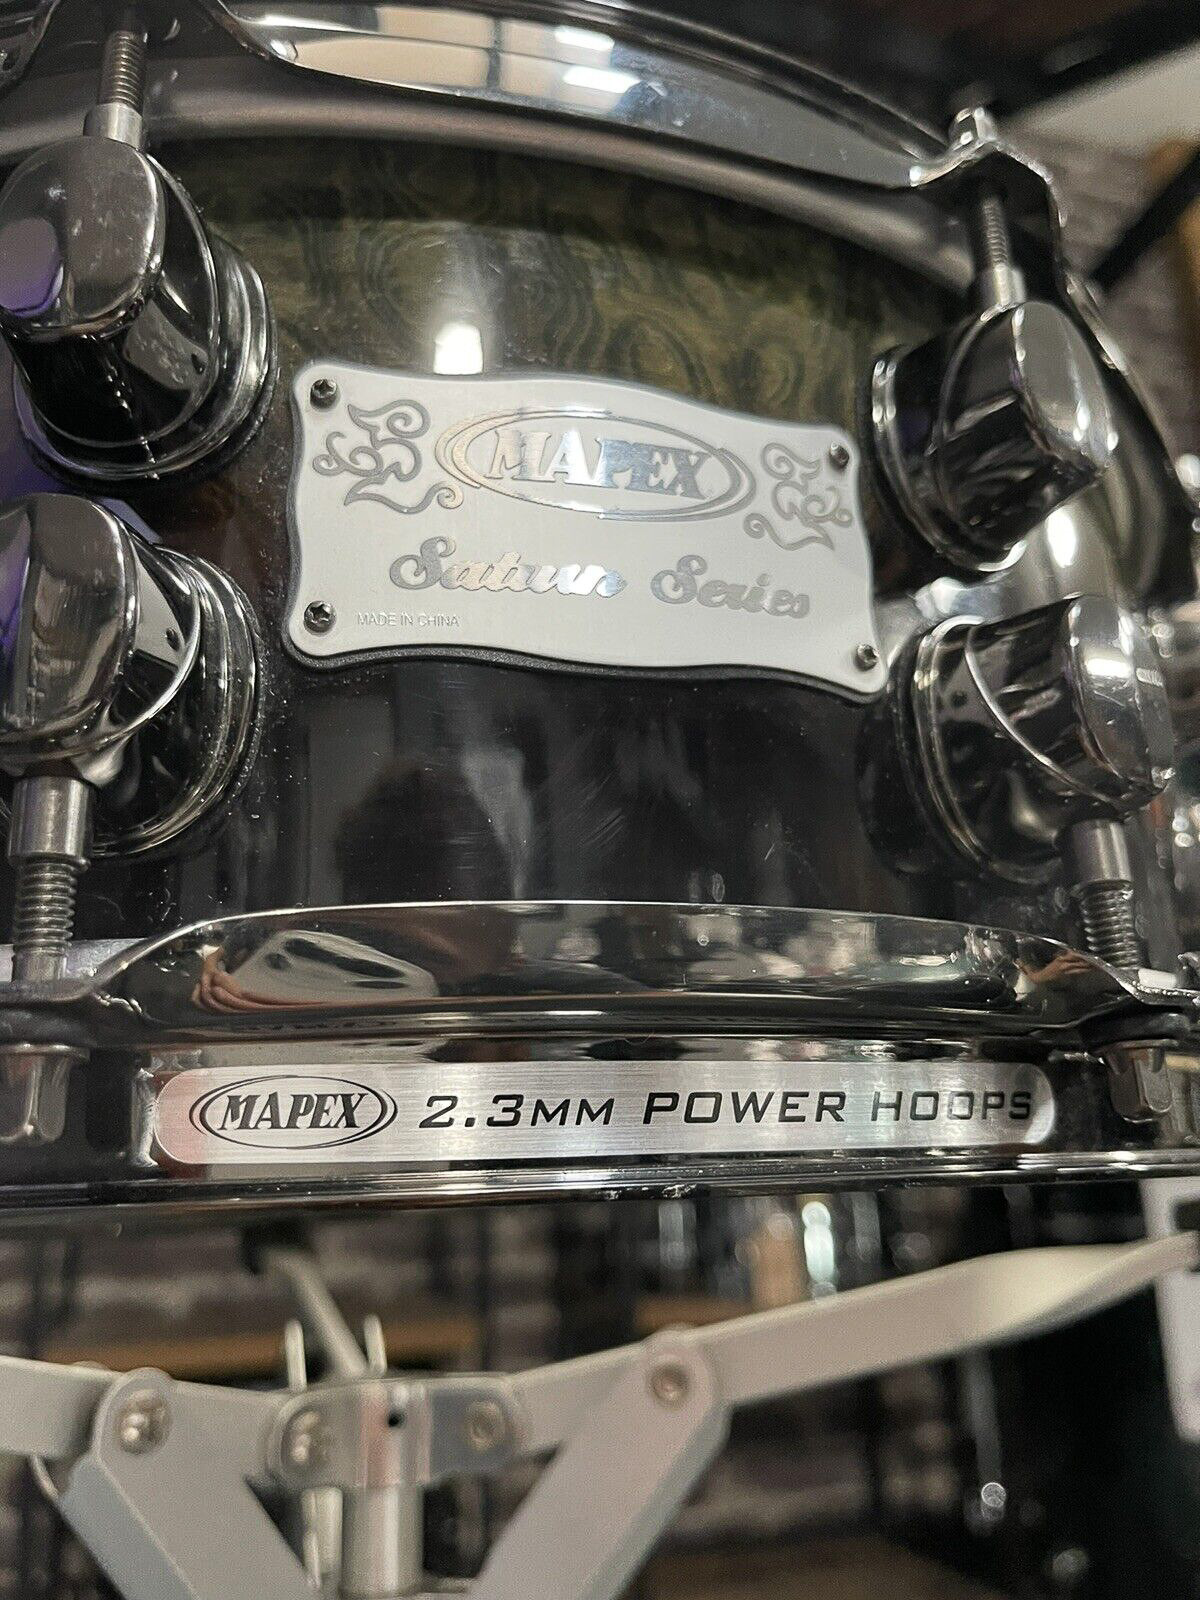 MAPEX
Saturn Series
MADE IN CHINA
MAPEX 2.3MM POWER HOOPS